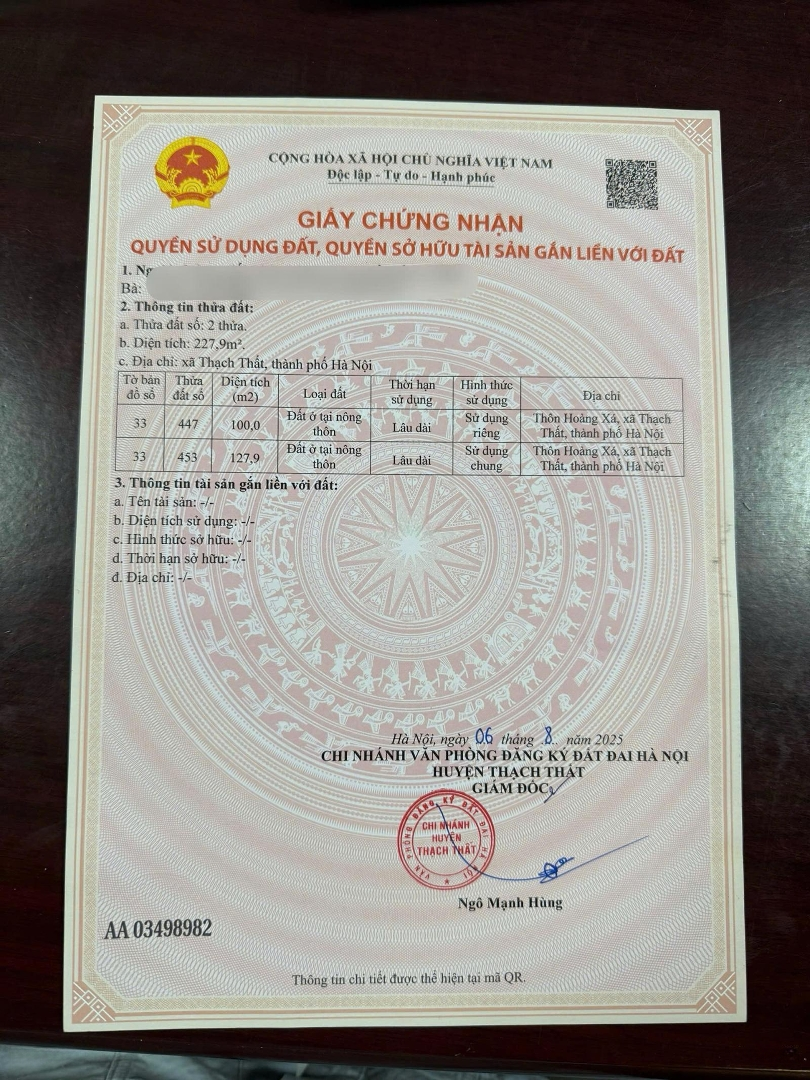 CỘNG HÒA XÃ HỘI CHỦ NGHĨA VIỆT NAM
Độc lập - Tự do - Hạnh phúc
GIẤY CHỨNG NHẬN
QUYỀN SỬ DỤNG ĐẤT, QUYỀN SỞ HỮU TÀI SẢN GẮN LIỀN VỚI ĐẤT
1.
Bà:
2. Thông tin thửa đất:
a. Thửa đất số: 2 thửa.
b. Diện tích: 227,9m².
c. Địa chỉ: xã Thạch Thất, thành phố Hà Nội
Tờ bản đồ số Thửa đất số Diện tích (m2) Loại đất Thời hạn sử dụng Hình thức sử dụng Địa chỉ
33 447 100,0 Đất ở tại nông thôn Lâu dài Sử dụng riêng Thôn Hoàng Xá, xã Thạch Thất, thành phố Hà Nội
33 453 127,9 Đất ở tại nông thôn Lâu dài Sử dụng chung Thôn Hoàng Xá, xã Thạch Thất, thành phố Hà Nội
3. Thông tin tài sản gắn liền với đất:
a. Tên tài sản: -/-
b. Diện tích sử dụng: -/-
c. Hình thức sở hữu: -/-
d. Thời hạn sở hữu: -/-
đ. Địa chỉ: -/-
Hà Nội, ngày 06 tháng 8.. năm 2025
CHI NHÁNH VĂN PHÒNG ĐĂNG KÝ ĐẤT ĐAI HÀ NỘI
HUYỆN THẠCH THẤT
GIÁM ĐỐC
VĂN PHÒNG ĐĂNG KÝ ĐẤT ĐAI HÀ NỘI
CHI NHÁNH
HUYỆN
THẠCH THẤT
Ngô Mạnh Hùng
AA 03498982
Thông tin chi tiết được thể hiện tại mã QR.